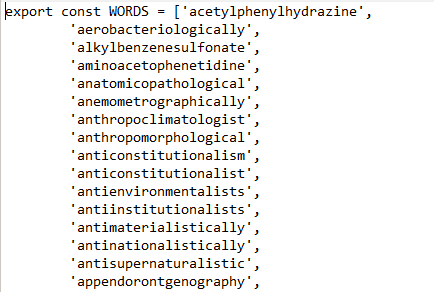 export const WORDS = ['acetylphenylhydrazine',
'aerobacteriologically',
'alkylbenzenesulfonate',
'aminoacetophenetidine',
'anatomicopathological',
'anemometrographically',
'anthropoclimatologist',
'anthropomorphological',
'anticonstitutionalism',
'anticonstitutionalist',
'antienvironmentalists',
'antiinstitutionalists',
'antimaterialistically',
'antinationalistically',
'antisupernaturalistic',
'appendorontgenography',